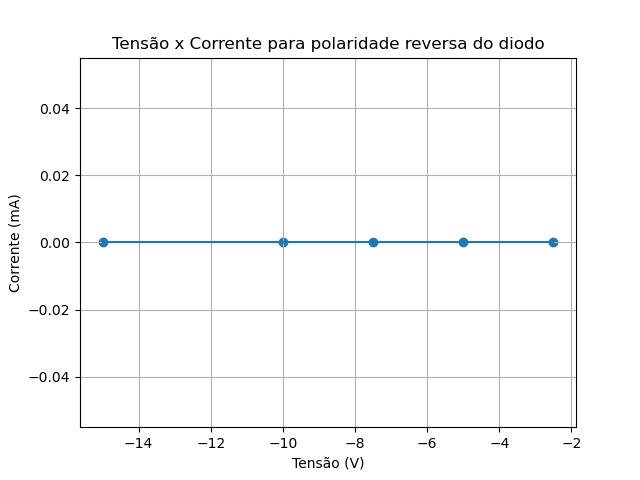 Tensão x Corrente para polaridade reversa do diodo
0.04
0.02
0.00
−0.02
−0.04
Corrente (mA)
−14 −12 −10 −8 −6 −4 −2
Tensão (V)